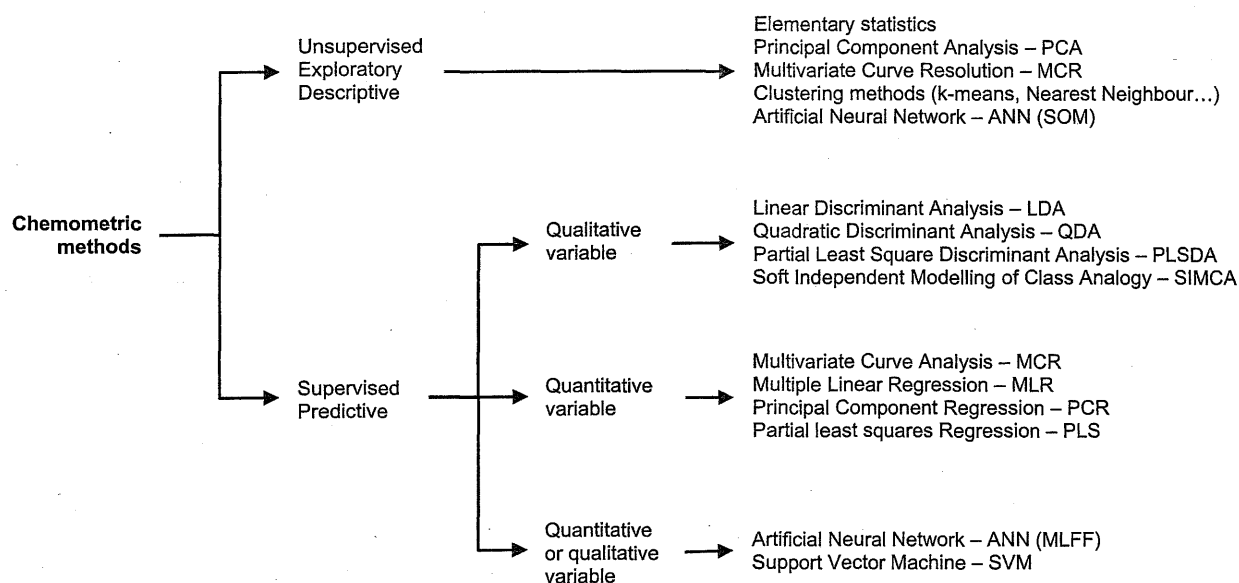 Chemometric
methods
Unsupervised
Exploratory
Descriptive
Elementary statistics
Principal Component Analysis – PCA
Multivariate Curve Resolution – MCR
Clustering methods (k-means, Nearest Neighbour...)
Artificial Neural Network – ANN (SOM)
Supervised
Predictive
Qualitative
variable
Linear Discriminant Analysis – LDA
Quadratic Discriminant Analysis – QDA
Partial Least Square Discriminant Analysis – PLSDA
Soft Independent Modelling of Class Analogy – SIMCA
Quantitative
variable
Multivariate Curve Analysis – MCR
Multiple Linear Regression – MLR
Principal Component Regression – PCR
Partial least squares Regression – PLS
Quantitative
or qualitative
variable
Artificial Neural Network – ANN (MLFF)
Support Vector Machine – SVM